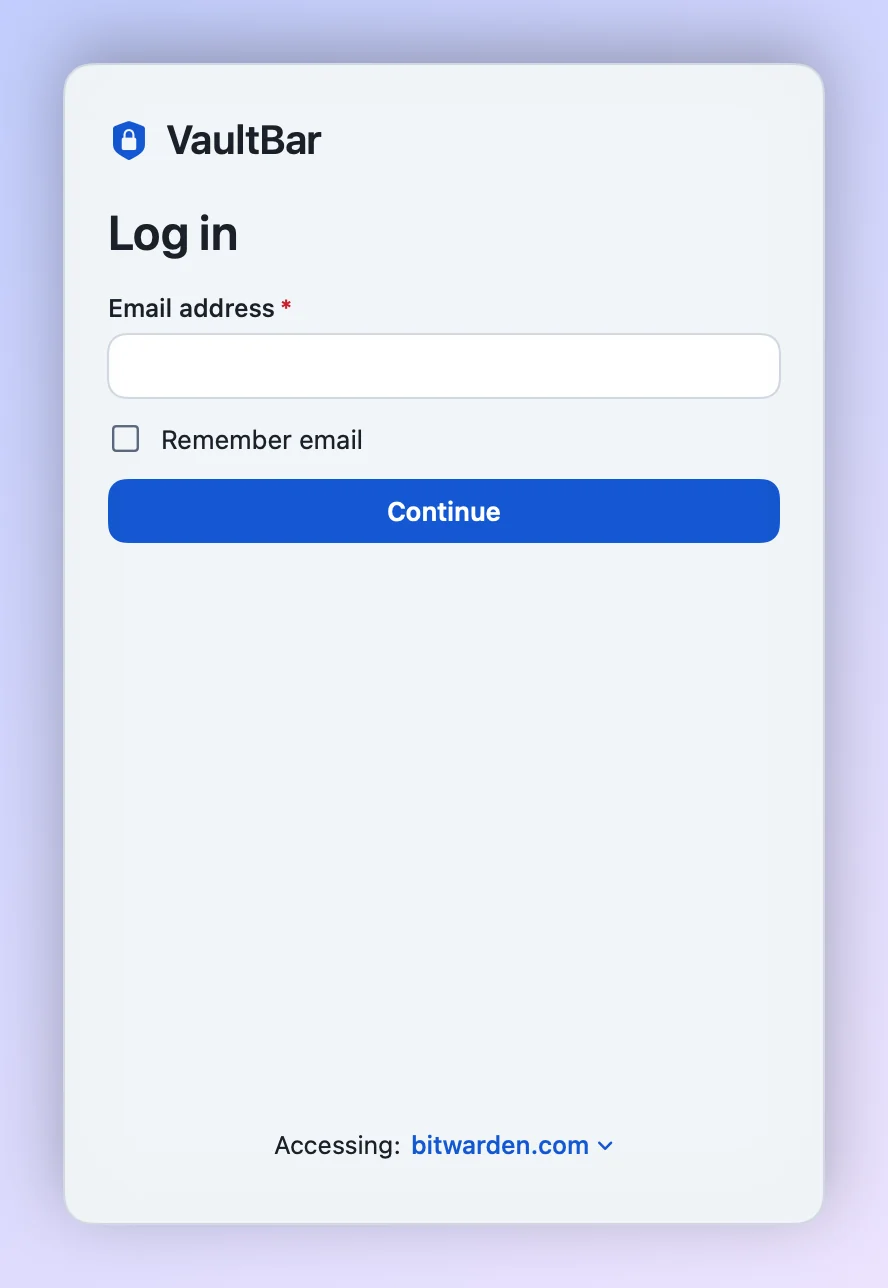 VaultBar
Log in
Email address *
Remember email
Continue
Accessing: bitwarden.com